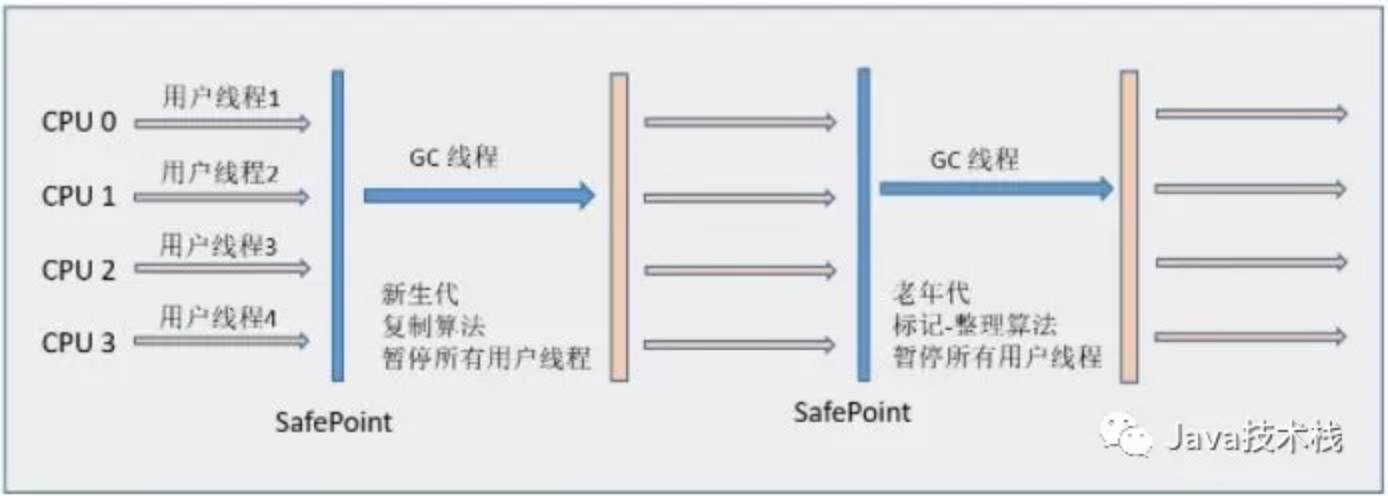 用户线程1
CPU 0
用户线程2
CPU 1
用户线程3
CPU 2
用户线程4
CPU 3
GC 线程
新生代
复制算法
暂停所有用户线程
SafePoint
GC 线程
老年代
标记-整理算法
暂停所有用户线程
SafePoint
Java技术栈